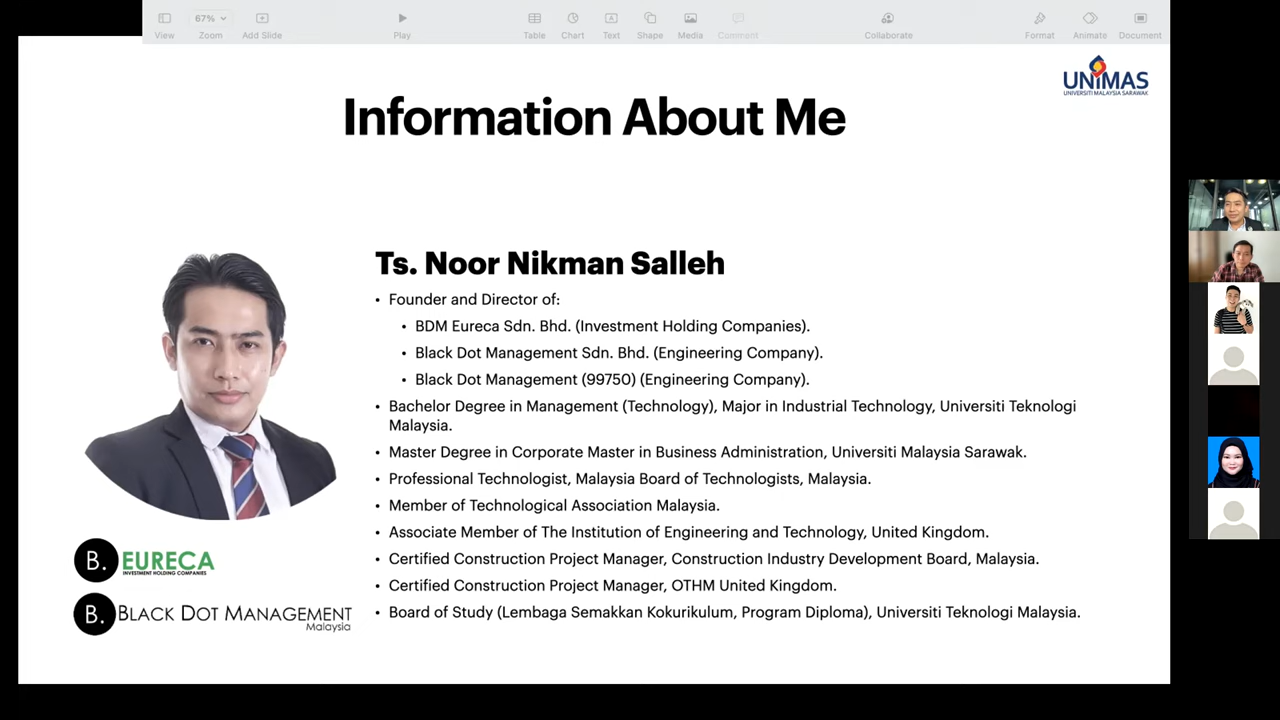 67%
View
Zoom
Add Slide
Play
Table
Chart
Text
Shape
Media
Comment
Collaborate
Format
Animate
Document
UNIMAS
UNIVERSITI MALAYSIA SARAWAK
Information About Me
Ts. Noor Nikman Salleh
• Founder and Director of:
• BDM Eureca Sdn. Bhd. (Investment Holding Companies).
• Black Dot Management Sdn. Bhd. (Engineering Company).
• Black Dot Management (99750) (Engineering Company).
• Bachelor Degree in Management (Technology), Major in Industrial Technology, Universiti Teknologi
Malaysia.
• Master Degree in Corporate Master in Business Administration, Universiti Malaysia Sarawak.
• Professional Technologist, Malaysia Board of Technologists, Malaysia.
• Member of Technological Association Malaysia.
• Associate Member of The Institution of Engineering and Technology, United Kingdom.
• Certified Construction Project Manager, Construction Industry Development Board, Malaysia.
• Certified Construction Project Manager, OTHM United Kingdom.
• Board of Study (Lembaga Semakkan Kokurikulum, Program Diploma), Universiti Teknologi Malaysia.
B. EURECA
INVESTMENT HOLDING COMPANIES
B. BLACK DOT MANAGEMENT
Malaysia